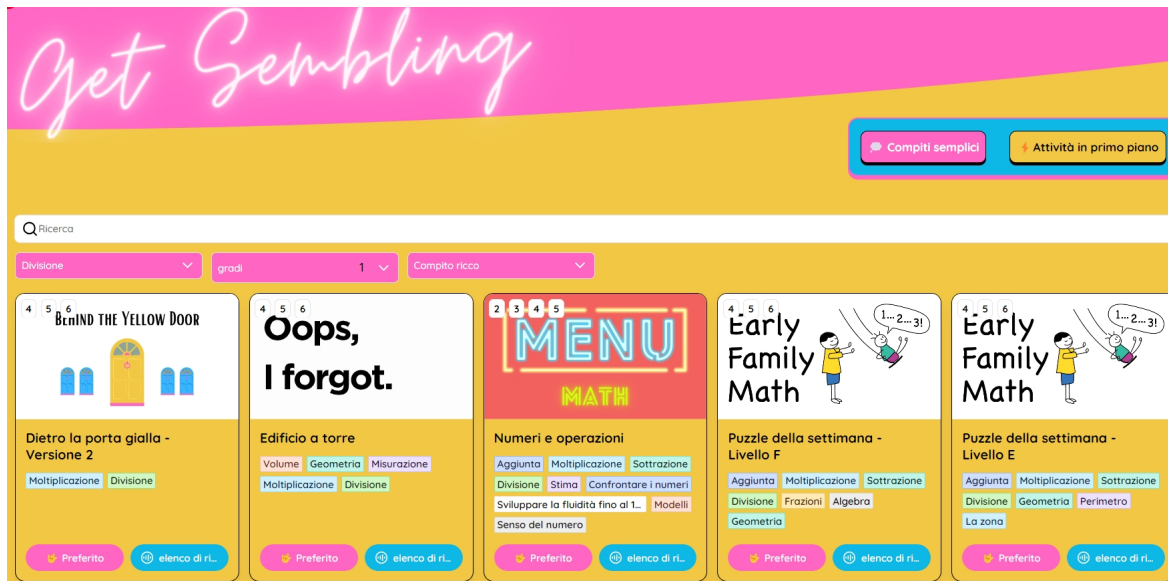 Get Sembling
Compiti semplici
Attività in primo piano
Ricerca
Divisione
gradi 1
Compito ricco
4 5 6
BEHIND THE YELLOW DOOR
Dietro la porta gialla -
Versione 2
Moltiplicazione Divisione
Preferito elenco di ri...
4 5 6
Oops,
I forgot.
Edificio a torre
Volume Geometria Misurazione
Moltiplicazione Divisione
Preferito elenco di ri...
2 3 4 5
MENU
MATH
Numeri e operazioni
Aggiunta Moltiplicazione Sottrazione
Divisione Stima Confrontare i numeri
Sviluppare la fluidità fino al 1... Modelli
Senso del numero
Preferito elenco di ri...
4 5 6
Early
Family
Math
1... 2... 3!
Puzzle della settimana -
Livello F
Aggiunta Moltiplicazione Sottrazione
Divisione Frazioni Algebra
Geometria
Preferito elenco di ri...
4 5 6
Early
Family
Math
1... 2... 3!
Puzzle della settimana -
Livello E
Aggiunta Moltiplicazione Sottrazione
Divisione Geometria Perimetro
La zona
Preferito elenco di ri...